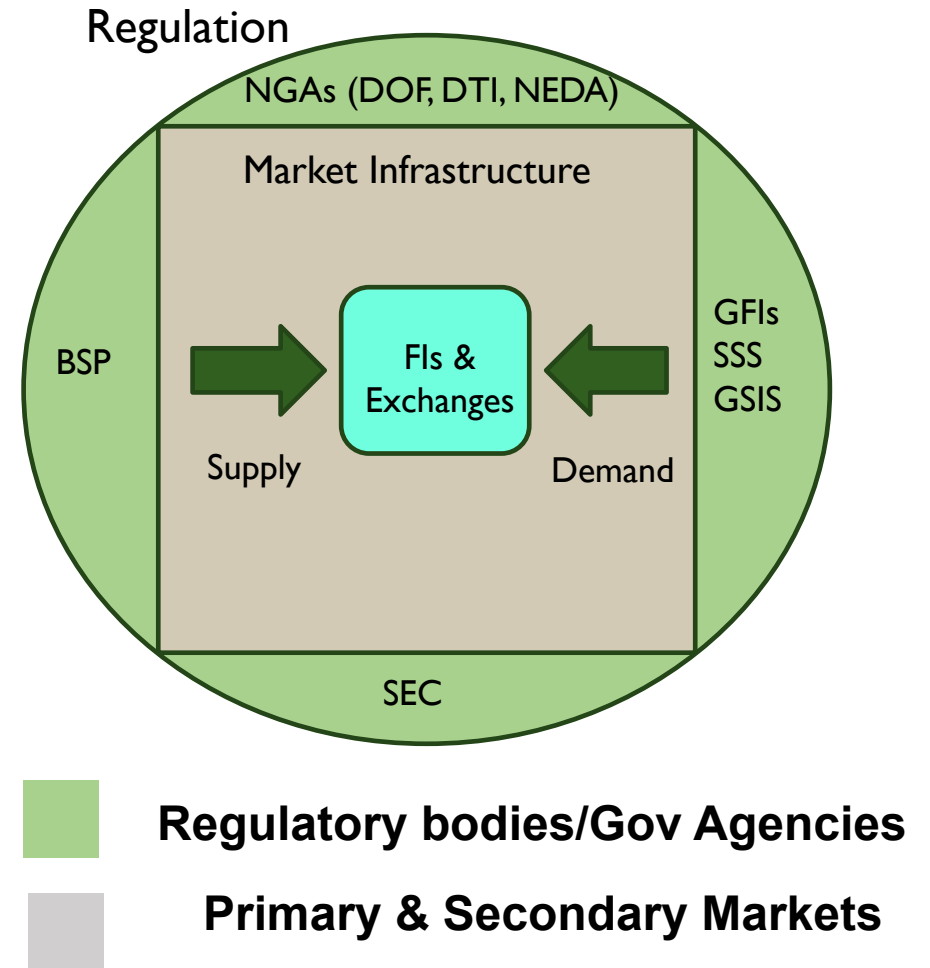 Regulation
NGAs (DOF, DTI, NEDA)
Market Infrastructure
BSP
FIs &
Exchanges
GFIs
SSS
GSIS
Supply
Demand
SEC
Regulatory bodies/Gov Agencies
Primary & Secondary Markets